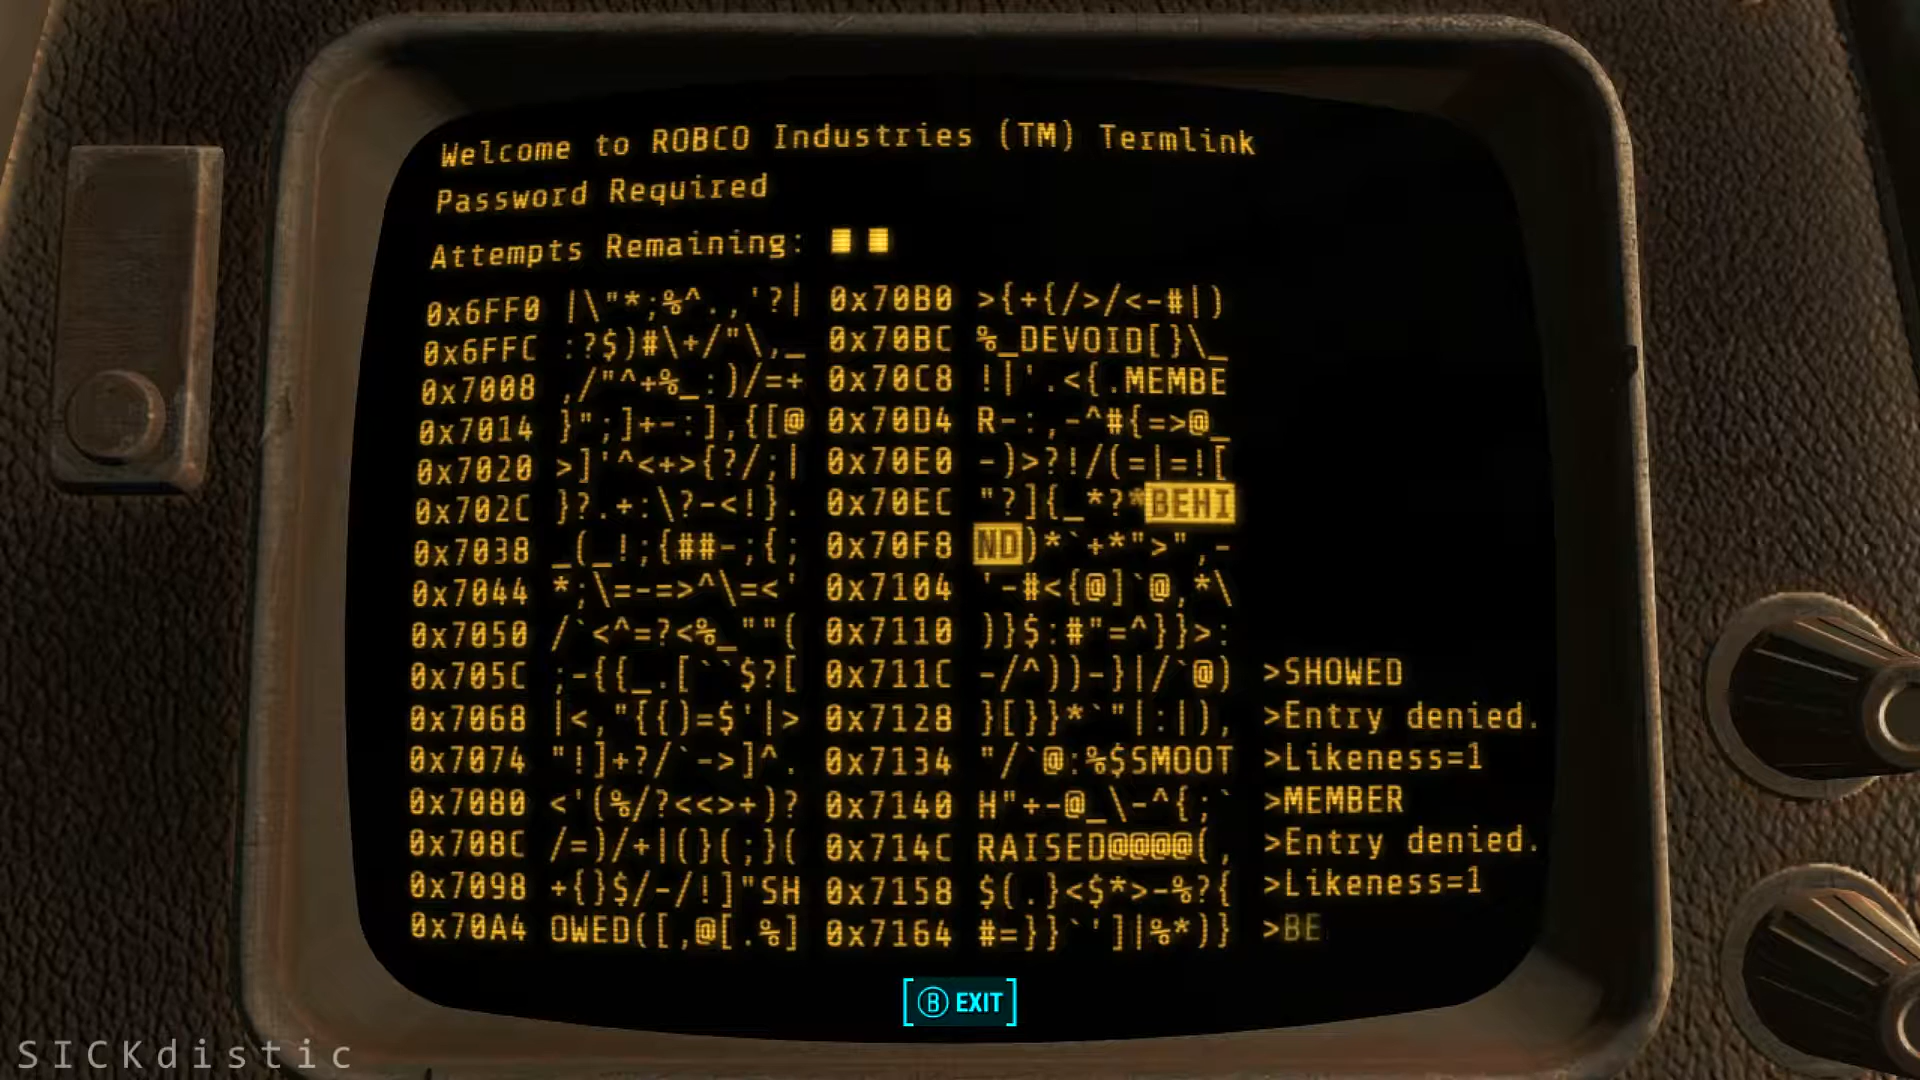 Welcome to ROBCO Industries (TM) Termlink
Password Required
Attempts Remaining:
0x6FF0 |\"*;%^.,'?| 0x70B0 >{+{/>/<-#|)
0x6FFC :?$)#\+/"\,_ 0x70BC %_DEVOID[}\_
0x7008 ,/"^+%_:)/=+ 0x70C8 !|'.<{.MEMBE
0x7014 }";]+-:],{[@ 0x70D4 R-:,-^#{=>@_
0x7020 >]'^<+>{?/;| 0x70E0 -)>?!/(=|=![
0x702C }?.+:\?-<!}. 0x70EC "?]{_*?*BEHI
0x7038 _(_!;{##-;{; 0x70F8 ND)*`+*">",-
0x7044 *;\=-=>^\=<' 0x7104 '-#<{@]`@,*\
0x7050 /`<^=?<%_""( 0x7110 )}$:#"=^}}>:
0x705C ;-{{_.[``$?[ 0x711C -/^))-}|/`@) >SHOWED
0x7068 |<,"{{)=$'|> 0x7128 }[}}*`"|:|), >Entry denied.
0x7074 "!]+?/`->]^. 0x7134 "/`@:%$SMOOT >Likeness=1
0x7080 <'(%/?<<>+)? 0x7140 H"+-@_\-^{;` >MEMBER
0x708C /=)/+|(}(;}( 0x714C RAISED@@@@(, >Entry denied.
0x7098 +{}$/-/!]"SH 0x7158 $(.}<$*>-%?{ >Likeness=1
0x70A4 OWED([,@[.%] 0x7164 #=}}`']|%*)} >BE
B EXIT
SICKdistic